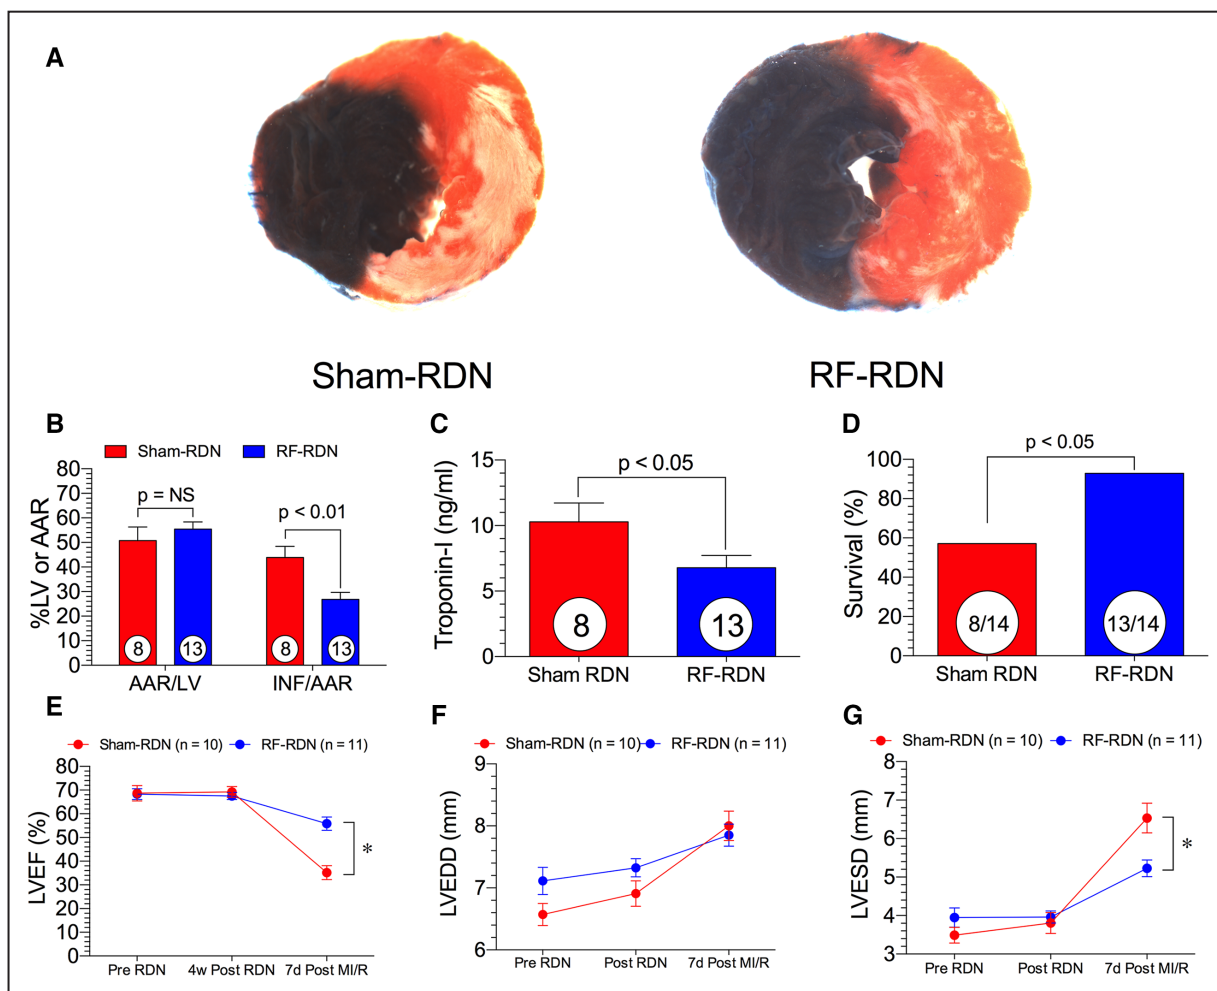 A
Sham-RDN
RF-RDN
B
Sham-RDN
RF-RDN
%LV or AAR
80
70
60
50
40
30
20
10
0
p = NS
p < 0.01
8
13
8
13
AAR/LV
INF/AAR
C
Troponin-I (ng/ml)
15
10
5
0
p < 0.05
8
13
Sham RDN
RF-RDN
D
Survival (%)
100
80
60
40
20
0
p < 0.05
8/14
13/14
Sham RDN
RF-RDN
E
Sham-RDN (n = 10)
RF-RDN (n = 11)
LVEF (%)
80
70
60
50
40
30
20
10
0
*
Pre RDN
4w Post RDN
7d Post MI/R
F
Sham-RDN (n = 10)
RF-RDN (n = 11)
LVEDD (mm)
9
8
7
6
Pre RDN
Post RDN
7d Post MI/R
G
Sham-RDN (n = 10)
RF-RDN (n = 11)
LVESD (mm)
8
7
6
5
4
3
*
Pre RDN
Post RDN
7d Post MI/R